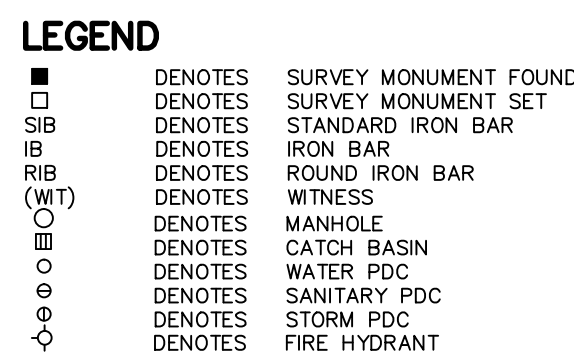 LEGEND
■ DENOTES SURVEY MONUMENT FOUND
□ DENOTES SURVEY MONUMENT SET
SIB DENOTES STANDARD IRON BAR
IB DENOTES IRON BAR
RIB DENOTES ROUND IRON BAR
(WIT) DENOTES WITNESS
DENOTES MANHOLE
DENOTES CATCH BASIN
DENOTES WATER PDC
DENOTES SANITARY PDC
DENOTES STORM PDC
DENOTES FIRE HYDRANT